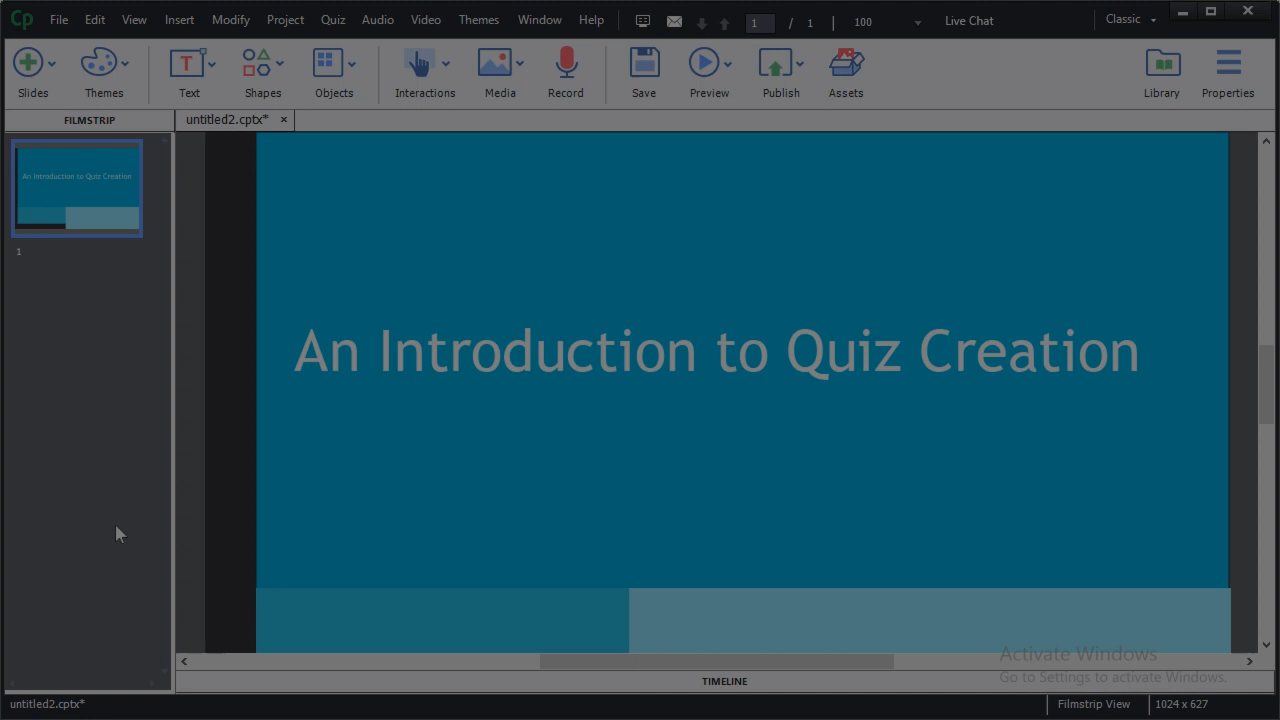 Cp File Edit View Insert Modify Project Quiz Audio Video Themes Window Help 1 / 1 100 Live Chat Classic
Slides Themes Text Shapes Objects Interactions Media Record Save Preview Publish Assets Library Properties
FILMSTRIP untitled2.cptx*
An Introduction to Quiz Creation
1
An Introduction to Quiz Creation
Activate Windows
Go to Settings to activate Windows.
TIMELINE
untitled2.cptx* Filmstrip View 1024 x 627